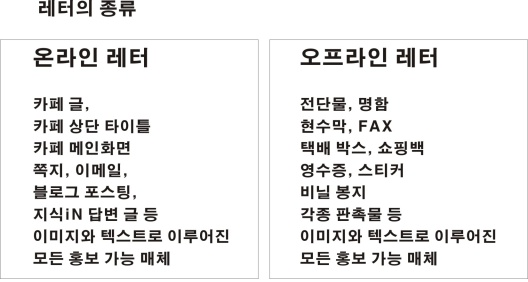 레터의 종류
온라인 레터
카페 글,
카페 상단 타이틀
카페 메인화면
쪽지, 이메일,
블로그 포스팅,
지식iN 답변 글 등
이미지와 텍스트로 이루어진
모든 홍보 가능 매체
오프라인 레터
전단물, 명함
현수막, FAX
택배 박스, 쇼핑백
영수증, 스티커
비닐 봉지
각종 판촉물 등
이미지와 텍스트로 이루어진
모든 홍보 가능 매체